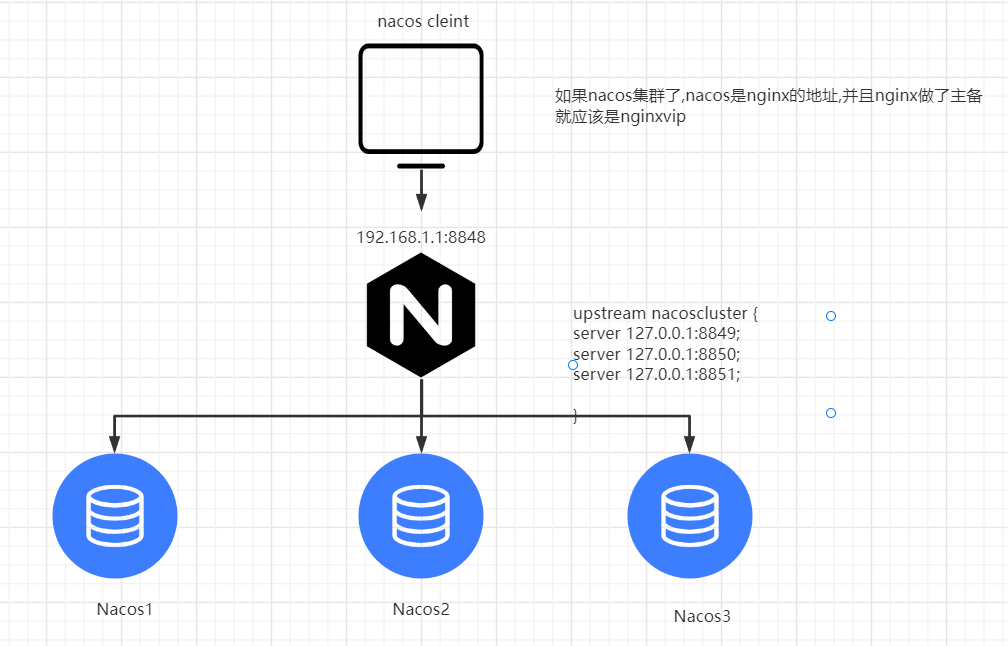 nacos cleint
如果nacos集群了,nacos是nginx的地址,并且nginx做了主备
就应该是nginxvip
192.168.1.1:8848
N
upstream nacoscluster {
server 127.0.0.1:8849;
server 127.0.0.1:8850;
server 127.0.0.1:8851;
}
Nacos1
Nacos2
Nacos3